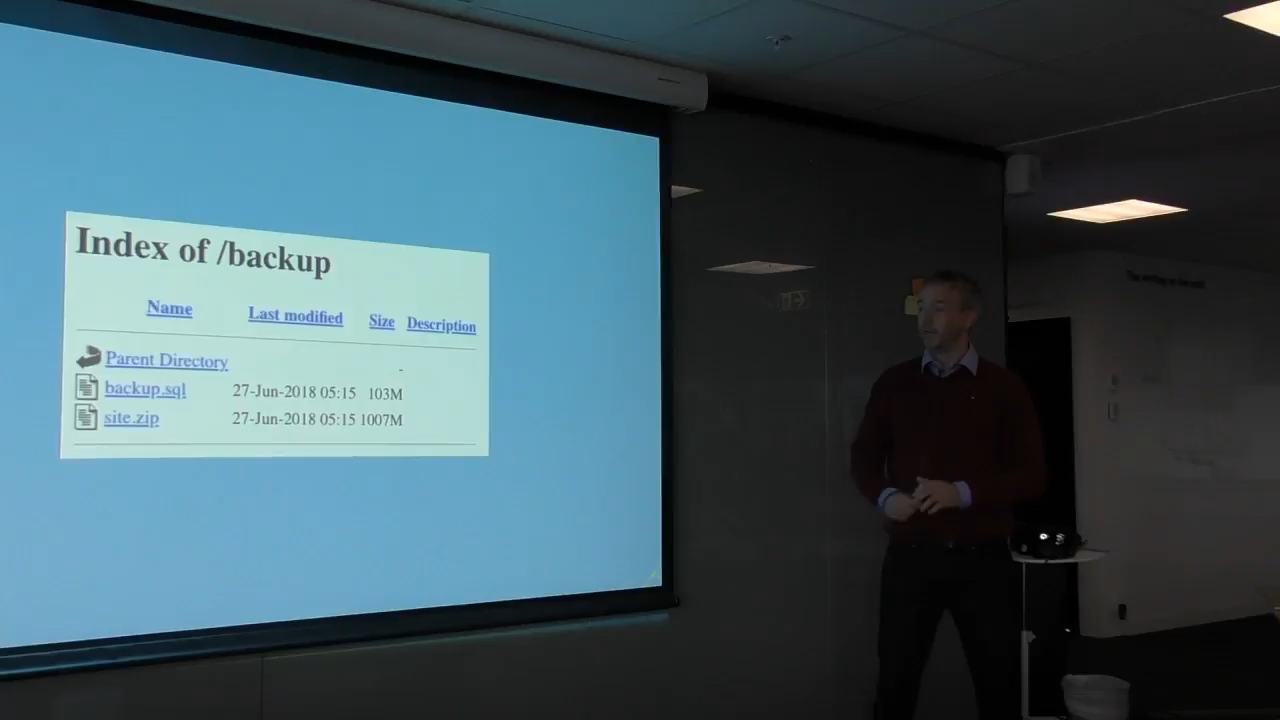 Index of /backup
Name Last modified Size Description
Parent Directory -
backup.sql 27-Jun-2018 05:15 103M
site.zip 27-Jun-2018 05:15 1007M